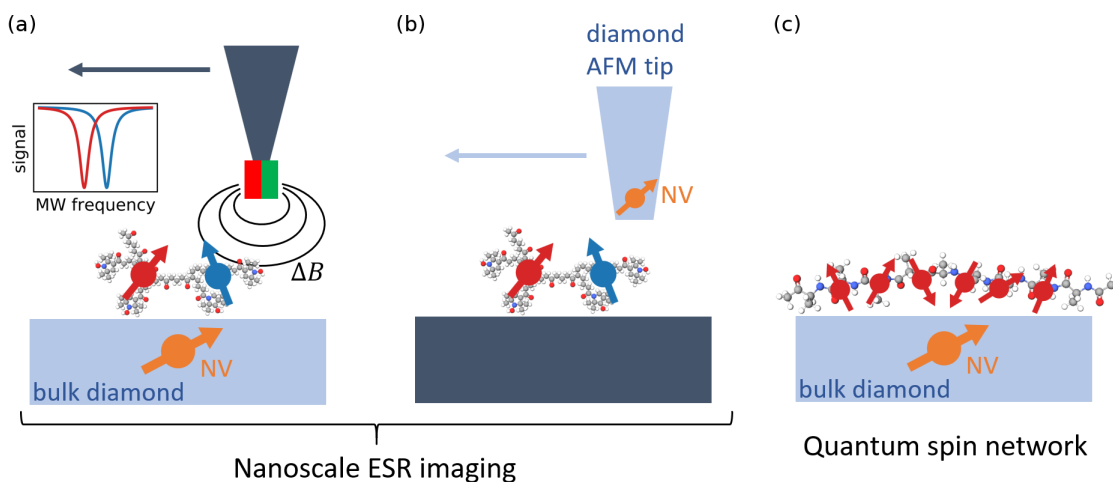 (a)
signal
MW frequency
ΔB
NV
bulk diamond
(b)
diamond
AFM tip
NV
Nanoscale ESR imaging
(c)
NV
bulk diamond
Quantum spin network